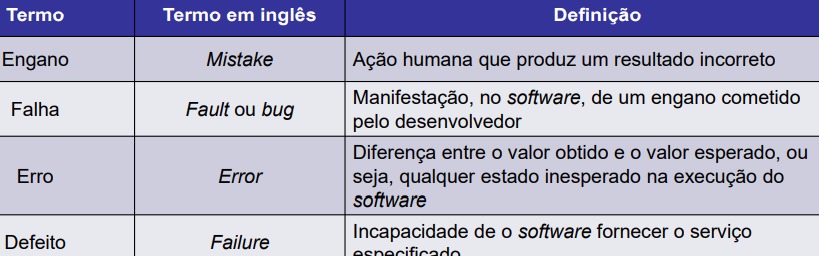 Termo Termo em inglês Definição
Engano Mistake Ação humana que produz um resultado incorreto
Falha Fault ou bug Manifestação, no software, de um engano cometido
pelo desenvolvedor
Erro Error Diferença entre o valor obtido e o valor esperado, ou
seja, qualquer estado inesperado na execução do
software
Defeito Failure Incapacidade de o software fornecer o serviço
especificado